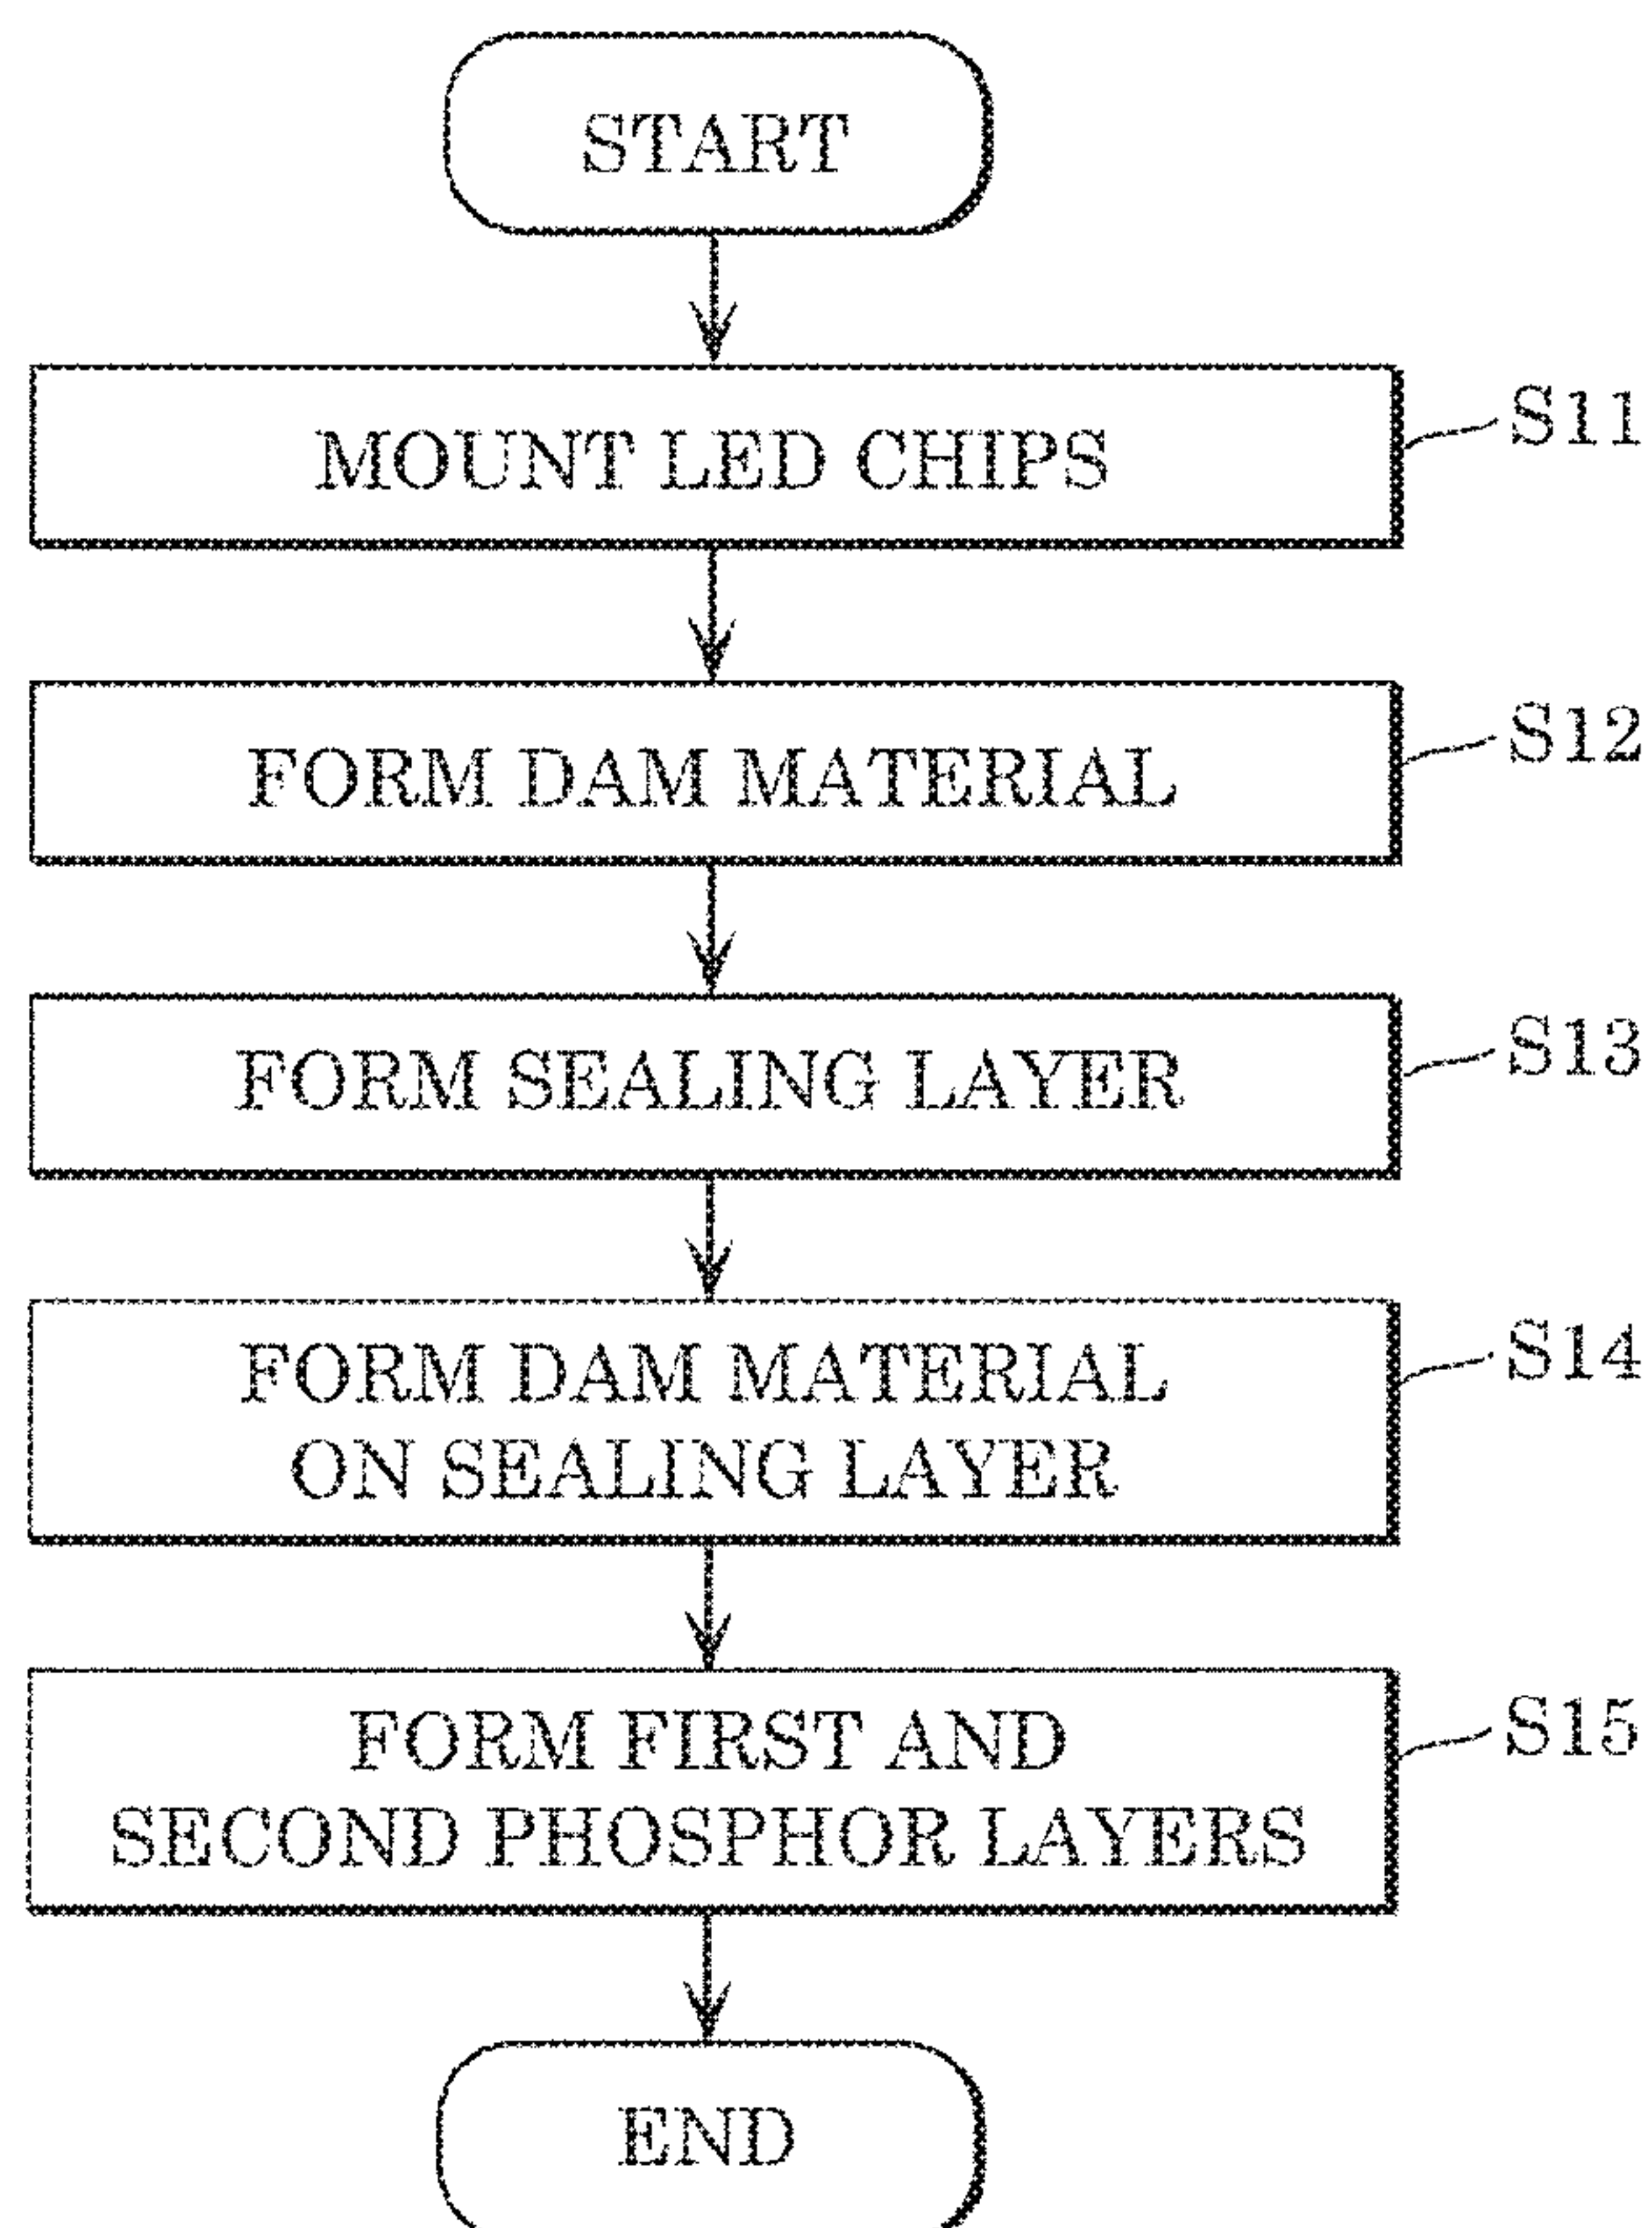 START
MOUNT LED CHIPS
S11
FORM DAM MATERIAL
S12
FORM SEALING LAYER
S13
FORM DAM MATERIAL
ON SEALING LAYER
S14
FORM FIRST AND
SECOND PHOSPHOR LAYERS
S15
END